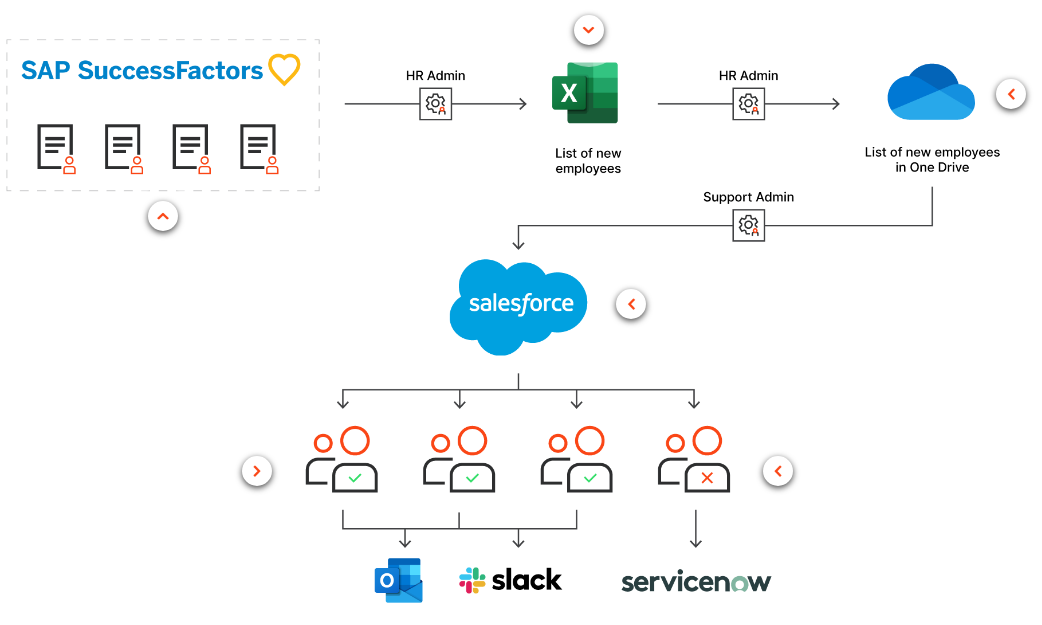 SAP SuccessFactors
HR Admin
X
List of new
employees
HR Admin
List of new employees
in One Drive
Support Admin
salesforce
O
slack
servicenow